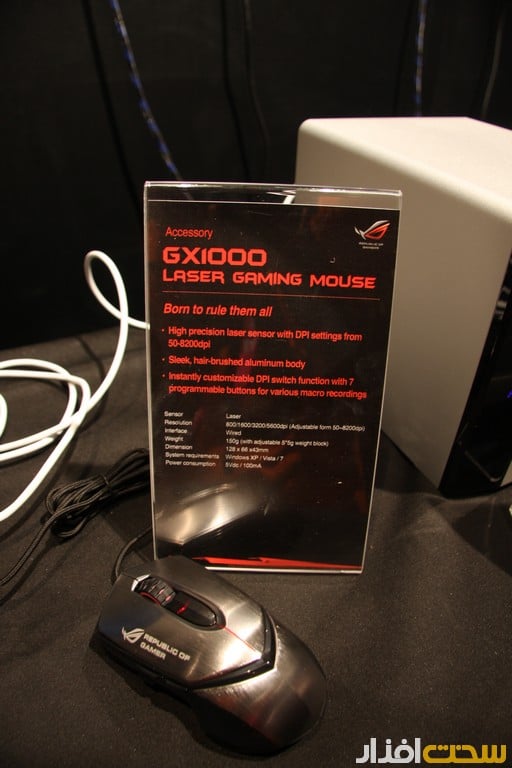 Accessory
GX1000
LASER GAMING MOUSE
REPUBLIC OF
GAMERS
Born to rule them all
· High precision laser sensor with DPI settings from
50-8200dpi
· Sleek, hair-brushed aluminum body
· Instantly customizable DPI switch function with 7
programmable buttons for various macro recordings
Sensor Laser
Resolution 800/1600/3200/5600dpi (Adjustable form 50~8200dpi)
Interface Wired
Weight 150g (with adjustable 5*5g weight block)
Dimension 128 x 66 x43mm
System requirements Windows XP / Vista / 7
Power consumption 5Vdc / 100mA
REPUBLIC OF
GAMER
سخت‌افزار